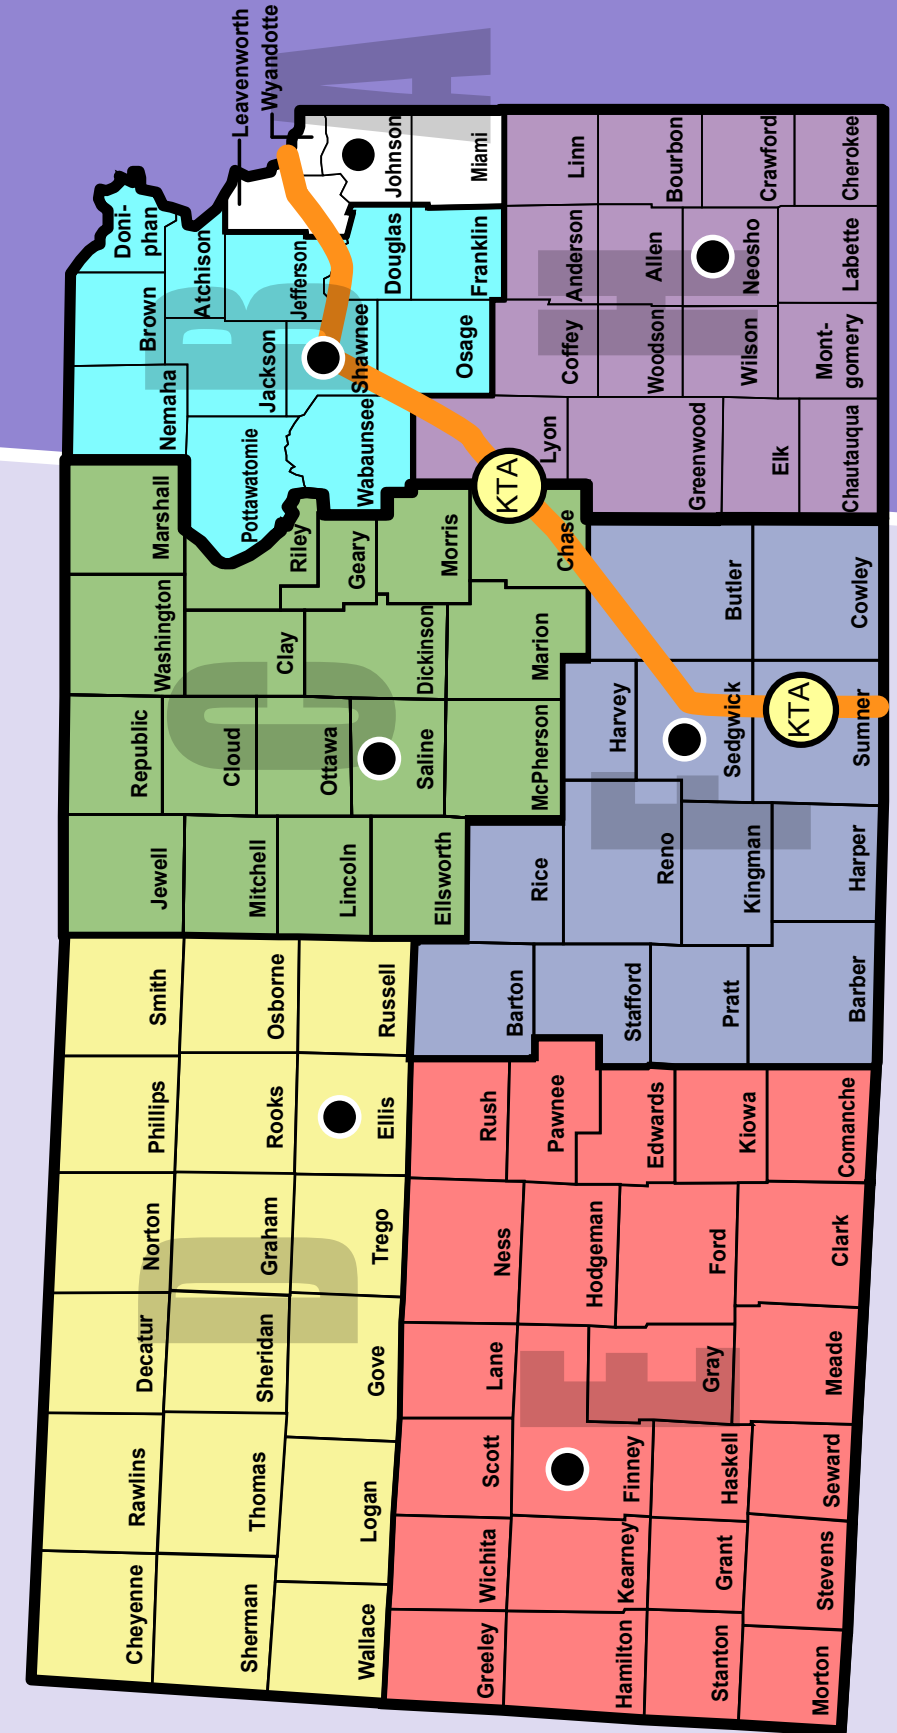 Cheyenne
Rawlins
Decatur
Norton
Phillips
Smith
Jewell
Republic
Washington
Marshall
Nemaha
Brown
Doni-
phan
Sherman
Thomas
Sheridan
Graham
Rooks
Osborne
Mitchell
Cloud
Clay
Riley
Pottawatomie
Jackson
Atchison
Jefferson
Leavenworth
Wyandotte
Wallace
Logan
Gove
Trego
Ellis
Russell
Lincoln
Ottawa
Ellsworth
Saline
Dickinson
Geary
Morris
Wabaunsee
Shawnee
Osage
Douglas
Franklin
Johnson
Miami
Greeley
Wichita
Scott
Lane
Ness
Rush
Barton
Rice
McPherson
Marion
Chase
Lyon
Coffey
Anderson
Linn
Hamilton
Kearney
Finney
Hodgeman
Pawnee
Edwards
Stafford
Reno
Harvey
Butler
Greenwood
Woodson
Allen
Bourbon
Stanton
Grant
Haskell
Gray
Ford
Kiowa
Pratt
Kingman
Sedgwick
Elk
Wilson
Neosho
Crawford
Morton
Stevens
Seward
Meade
Clark
Comanche
Barber
Harper
Sumner
Cowley
Chautauqua
Mont-
gomery
Labette
Cherokee
KTA
KTA
A
B
C
D
E
F
H